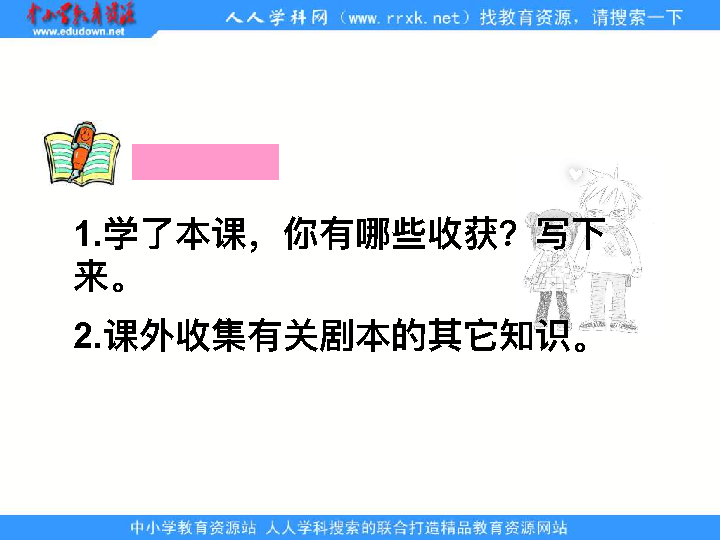 中小学教育资源
www.edudown.net
人人学科网（www.rrxk.net）找教育资源，请搜索一下
1.学了本课，你有哪些收获？写下
来。
2.课外收集有关剧本的其它知识。
中小学教育资源站 人人学科搜索的联合打造精品教育资源网站